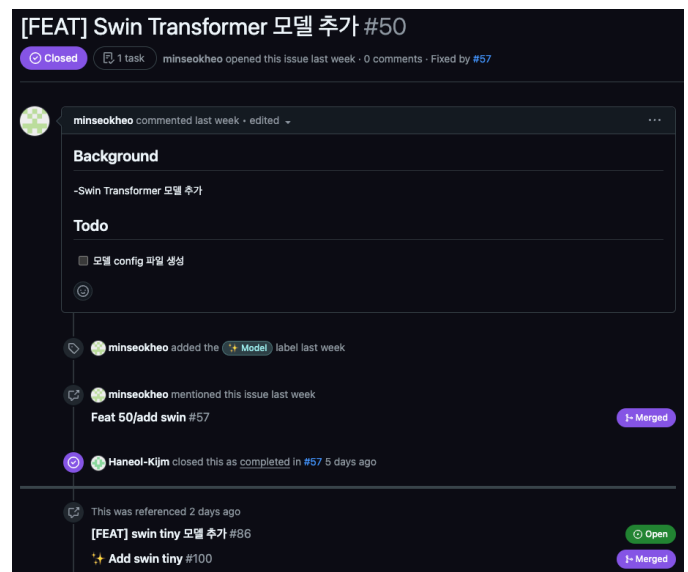 [FEAT] Swin Transformer 모델 추가 #50
Closed 1 task minseokheo opened this issue last week · 0 comments · Fixed by #57
minseokheo commented last week • edited
Background
-Swin Transformer 모델 추가
Todo
모델 config 파일 생성
minseokheo added the ✨ Model label last week
minseokheo mentioned this issue last week
Feat 50/add swin #57 Merged
Haneol-Kijm closed this as completed in #57 5 days ago
This was referenced 2 days ago
[FEAT] swin tiny 모델 추가 #86 Open
✨ Add swin tiny #100 Merged